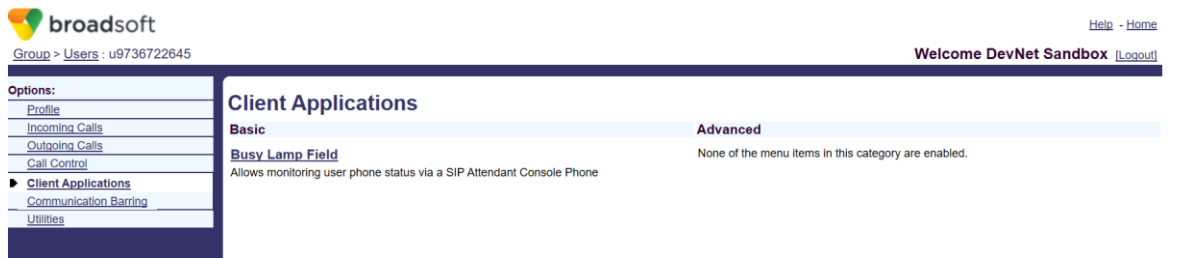 broadsoft
Help - Home
Group > Users : u9736722645
Welcome DevNet Sandbox [Logout]
Options:
Profile
Incoming Calls
Outgoing Calls
Call Control
Client Applications
Communication Barring
Utilities
Client Applications
Basic
Busy Lamp Field
Allows monitoring user phone status via a SIP Attendant Console Phone
Advanced
None of the menu items in this category are enabled.